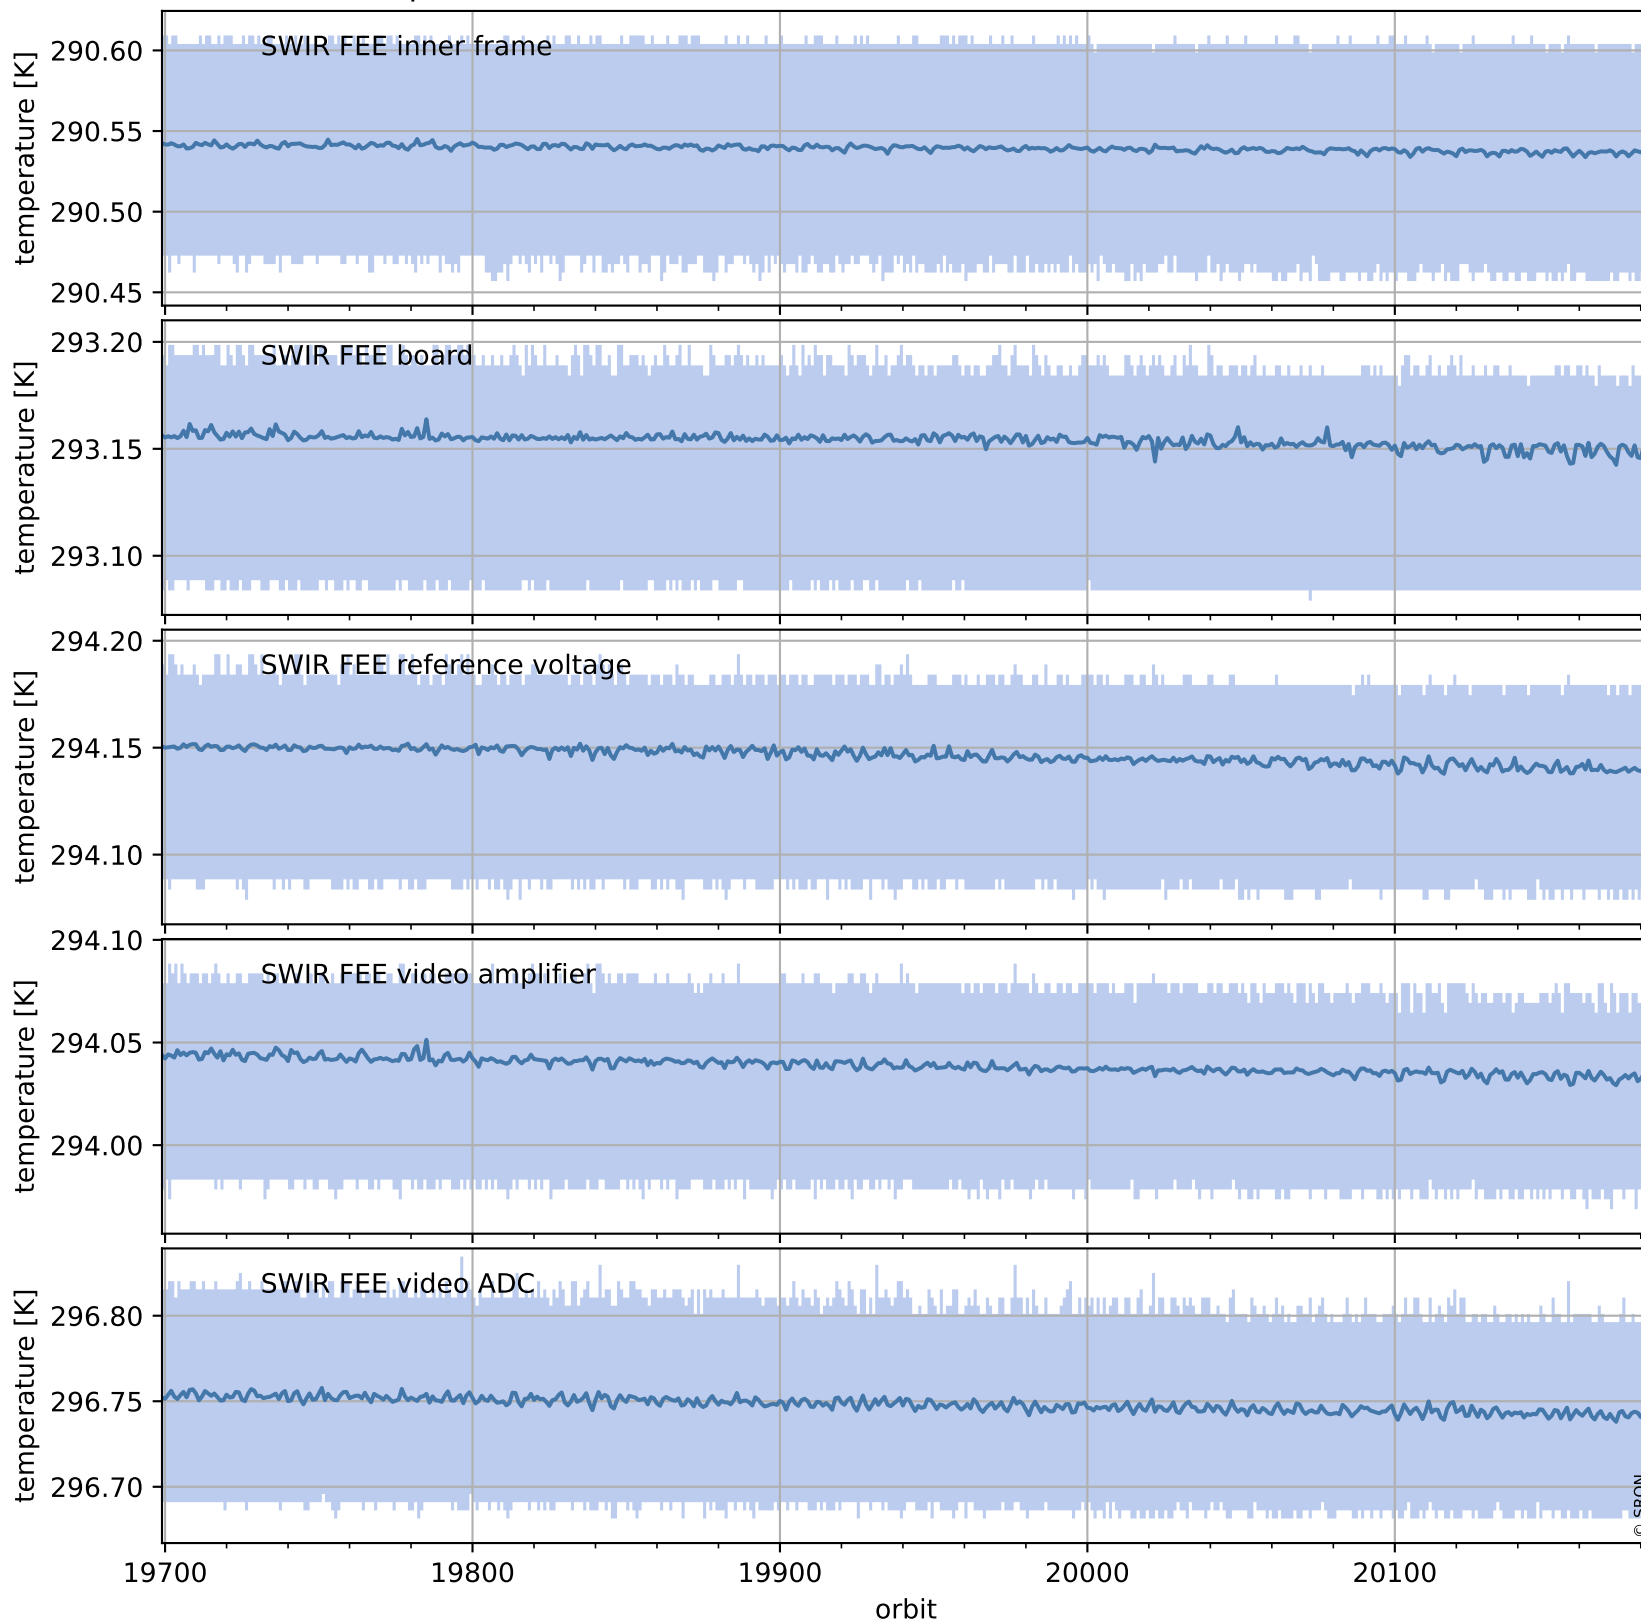 SWIR FEE inner frame
temperature [K]
290.60
290.55
290.50
290.45
SWIR FEE board
temperature [K]
293.20
293.15
293.10
SWIR FEE reference voltage
temperature [K]
294.20
294.15
294.10
SWIR FEE video amplifier
temperature [K]
294.10
294.05
294.00
SWIR FEE video ADC
temperature [K]
296.80
296.75
296.70
© SRON
19700 19800 19900 20000 20100
orbit